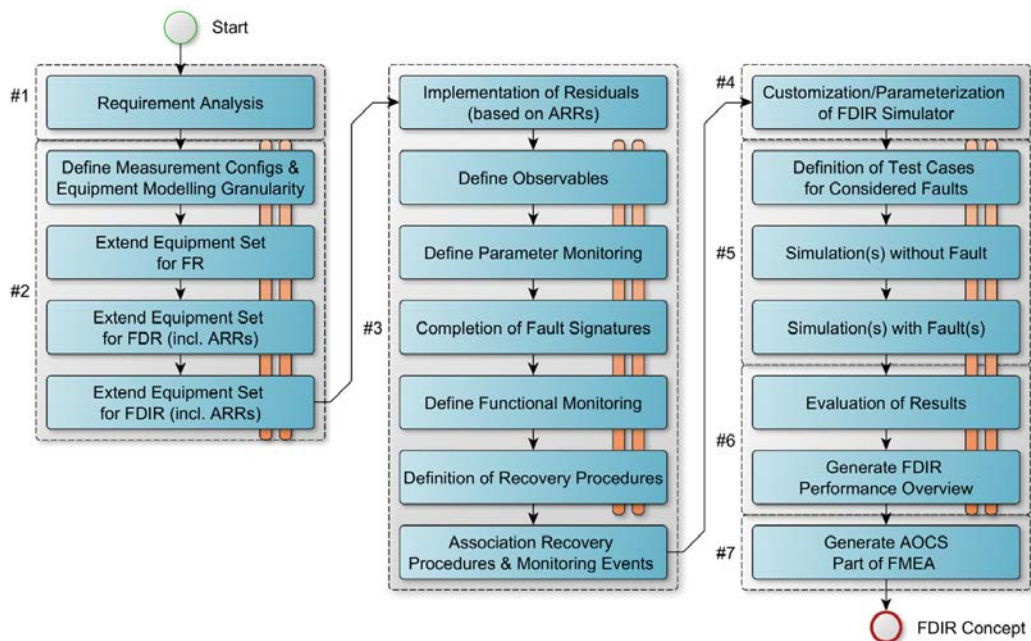 Start
#1
Requirement Analysis
#2
Define Measurement Configs &
Equipment Modelling Granularity
Extend Equipment Set
for FR
Extend Equipment Set
for FDR (incl. ARRs)
Extend Equipment Set
for FDIR (incl. ARRs)
#3
Implementation of Residuals
(based on ARRs)
Define Observables
Define Parameter Monitoring
Completion of Fault Signatures
Define Functional Monitoring
Definition of Recovery Procedures
Association Recovery
Procedures & Monitoring Events
#4
Customization/Parameterization
of FDIR Simulator
#5
Definition of Test Cases
for Considered Faults
Simulation(s) without Fault
Simulation(s) with Fault(s)
#6
Evaluation of Results
Generate FDIR
Performance Overview
#7
Generate AOCS
Part of FMEA
FDIR Concept